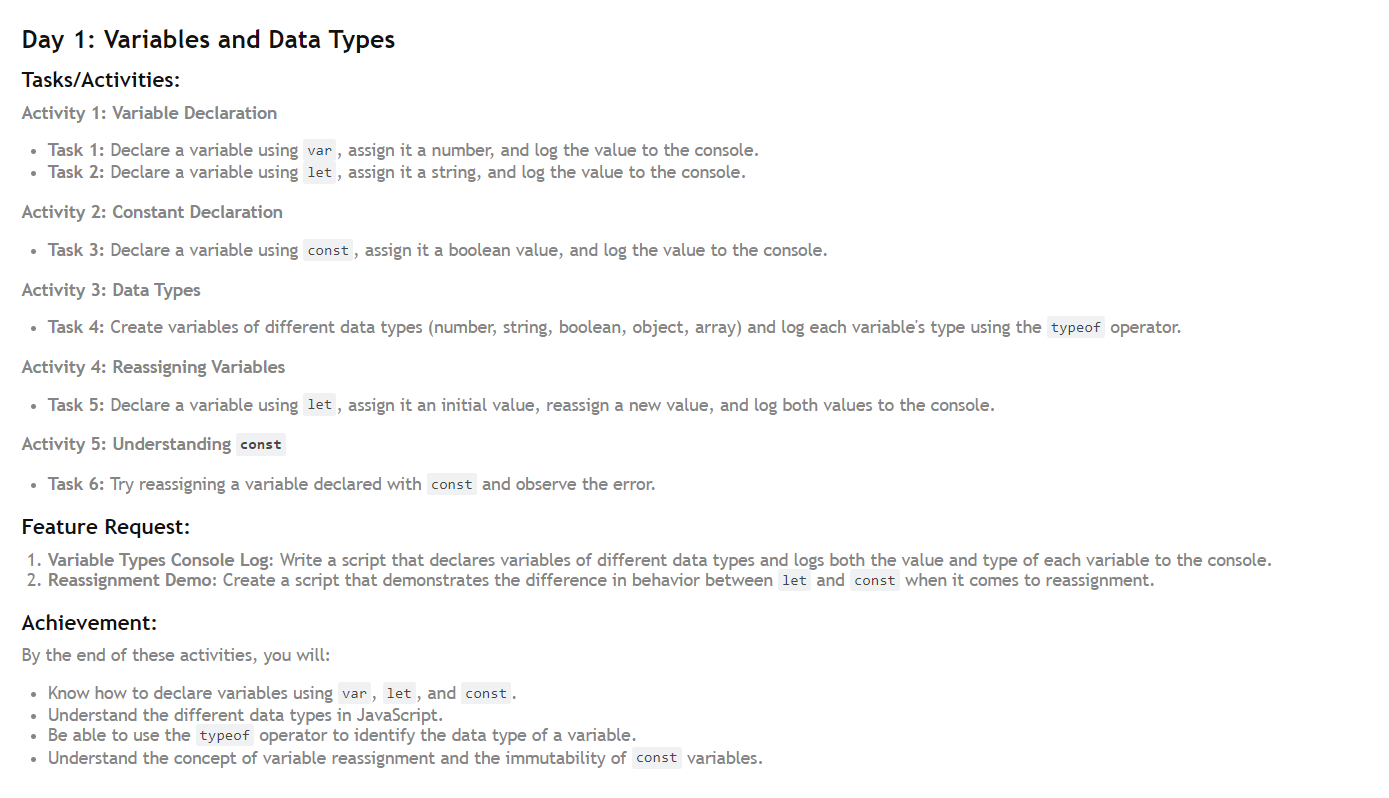 Day 1: Variables and Data Types
Tasks/Activities:
Activity 1: Variable Declaration
• Task 1: Declare a variable using var, assign it a number, and log the value to the console.
• Task 2: Declare a variable using let, assign it a string, and log the value to the console.
Activity 2: Constant Declaration
• Task 3: Declare a variable using const, assign it a boolean value, and log the value to the console.
Activity 3: Data Types
• Task 4: Create variables of different data types (number, string, boolean, object, array) and log each variable's type using the typeof operator.
Activity 4: Reassigning Variables
• Task 5: Declare a variable using let, assign it an initial value, reassign a new value, and log both values to the console.
Activity 5: Understanding const
• Task 6: Try reassigning a variable declared with const and observe the error.
Feature Request:
1. Variable Types Console Log: Write a script that declares variables of different data types and logs both the value and type of each variable to the console.
2. Reassignment Demo: Create a script that demonstrates the difference in behavior between let and const when it comes to reassignment.
Achievement:
By the end of these activities, you will:
• Know how to declare variables using var, let, and const.
• Understand the different data types in JavaScript.
• Be able to use the typeof operator to identify the data type of a variable.
• Understand the concept of variable reassignment and the immutability of const variables.